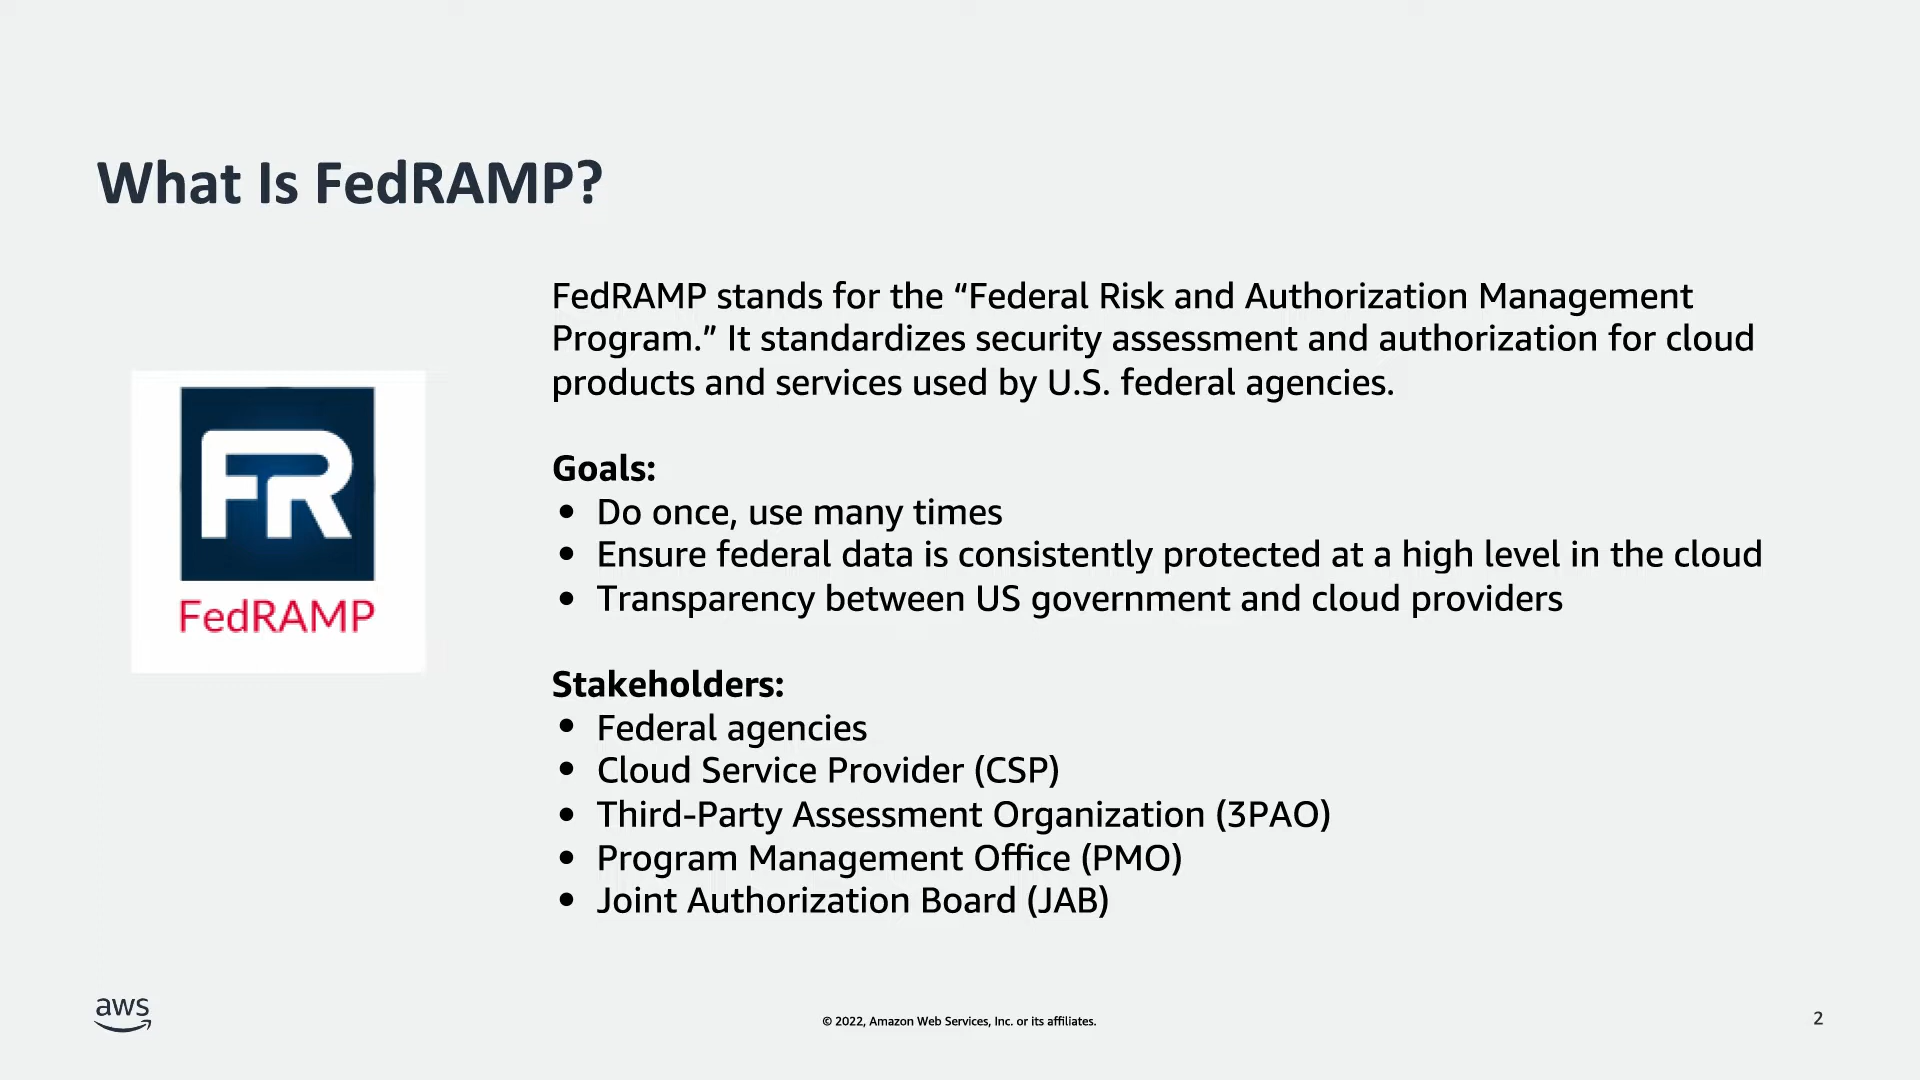 What Is FedRAMP?
FedRAMP stands for the “Federal Risk and Authorization Management
Program.” It standardizes security assessment and authorization for cloud
products and services used by U.S. federal agencies.
FR
FedRAMP
Goals:
• Do once, use many times
• Ensure federal data is consistently protected at a high level in the cloud
• Transparency between US government and cloud providers
Stakeholders:
• Federal agencies
• Cloud Service Provider (CSP)
• Third-Party Assessment Organization (3PAO)
• Program Management Office (PMO)
• Joint Authorization Board (JAB)
aws
© 2022, Amazon Web Services, Inc. or its affiliates.
2